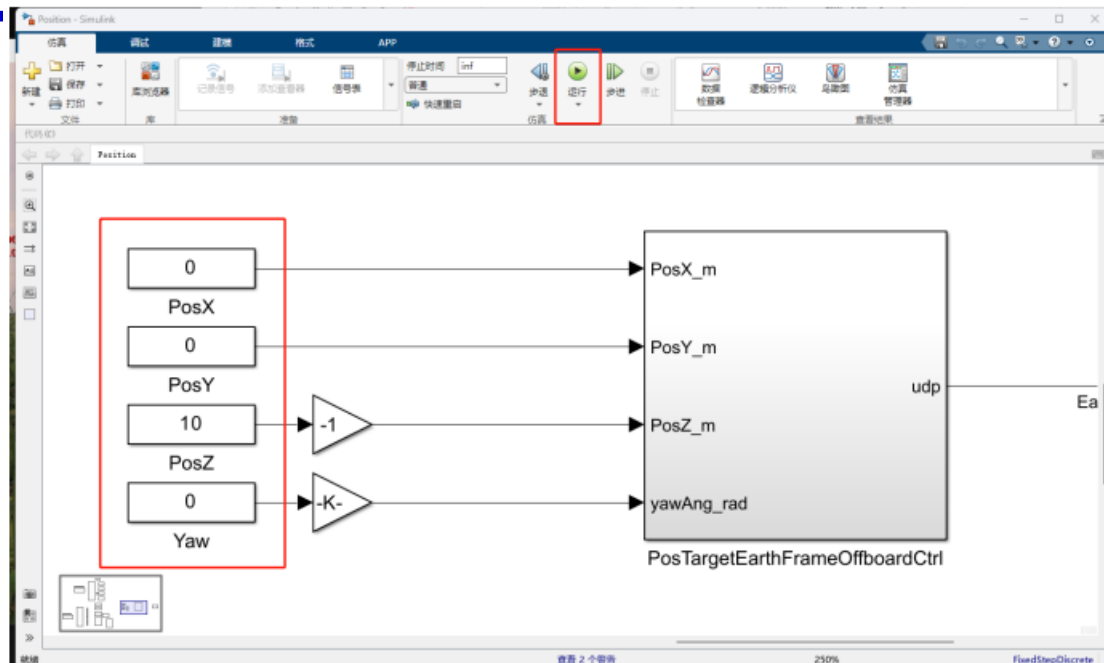 Position - Simulink
仿真 调试 建模 格式 APP
新建
打开
保存
打印
文件
库浏览器
库
记录信号
添加查看器
信号表
准备
停止时间 inf
普通
快速重启
步退
运行
步进
停止
仿真
数据
检查器
逻辑分析仪
鸟瞰图
仿真
管理器
查看结果
Position
0
PosX
0
PosY
10
PosZ
0
Yaw
-1
-K-
PosX_m
PosY_m
PosZ_m
yawAng_rad
udp
PosTargetEarthFrameOffboardCtrl
Ea
就绪
查看 2 个警告
250%
FixedStepDiscrete